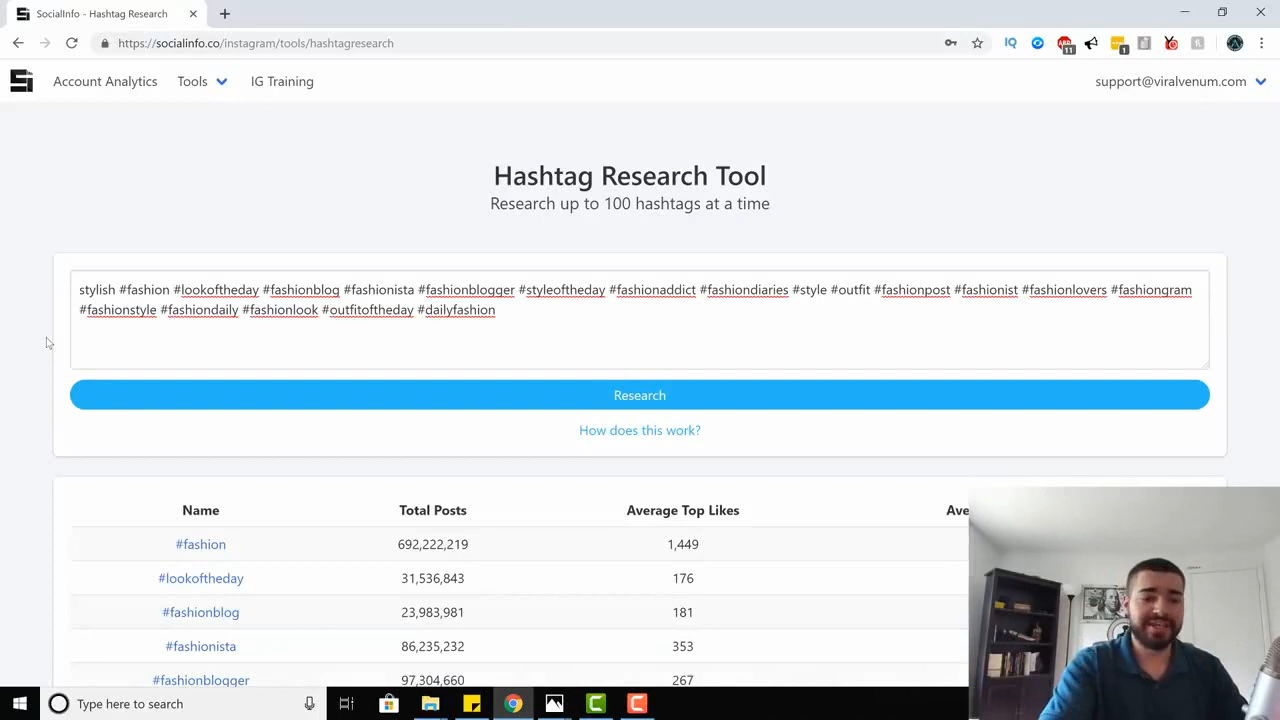 SocialInfo - Hashtag Research
https://socialinfo.co/instagram/tools/hashtagresearch
11
1
Account Analytics
Tools
IG Training
support@viralvenum.com
Hashtag Research Tool
Research up to 100 hashtags at a time
stylish #fashion #lookoftheday #fashionblog #fashionista #fashionblogger #styleoftheday #fashionaddict #fashiondiaries #style #outfit #fashionpost #fashionist #fashionlovers #fashiongram
#fashionstyle #fashiondaily #fashionlook #outfitoftheday #dailyfashion
Research
How does this work?
Name Total Posts Average Top Likes Ave
#fashion 692,222,219 1,449
#lookoftheday 31,536,843 176
#fashionblog 23,983,981 181
#fashionista 86,235,232 353
#fashionblogger 97,304,660 267
Type here to search